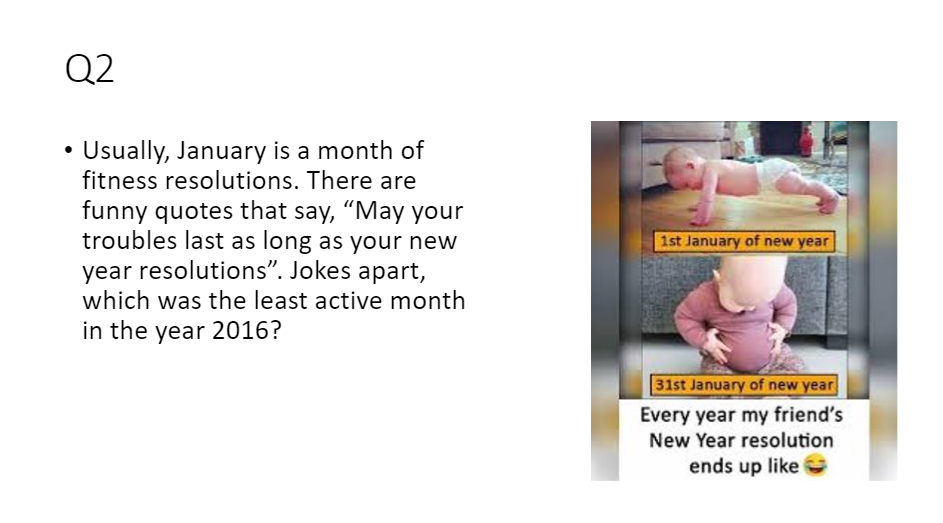 Q2
• Usually, January is a month of
fitness resolutions. There are
funny quotes that say, “May your
troubles last as long as your new
year resolutions”. Jokes apart,
which was the least active month
in the year 2016?
1st January of new year
31st January of new year
Every year my friend’s
New Year resolution
ends up like 😂